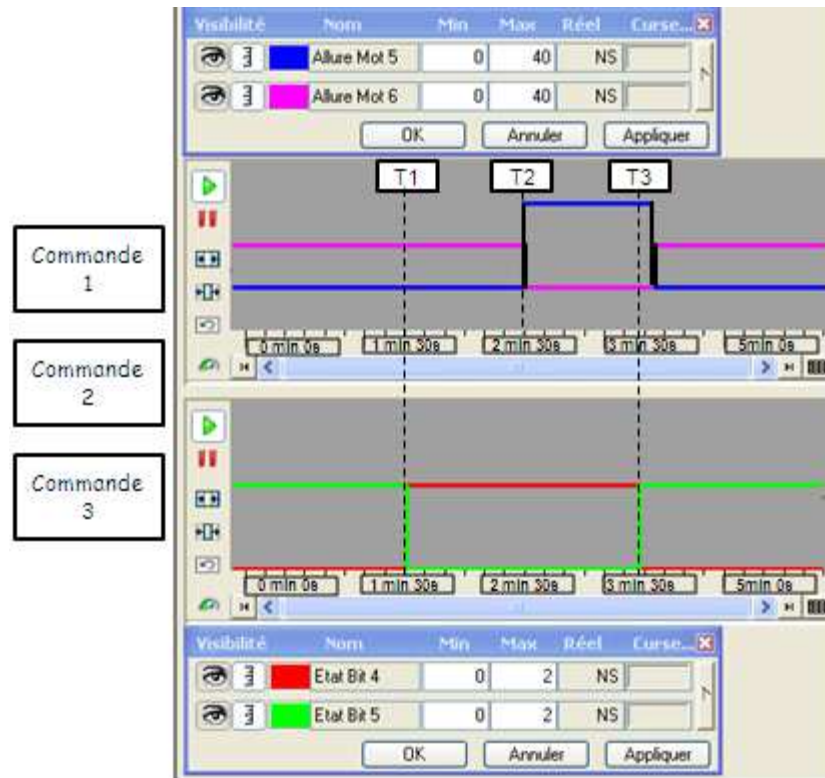 Visibilité Nom Min Max Réel Curse...
Allure Mot 5 0 40 NS
Allure Mot 6 0 40 NS
OK Annuler Appliquer
T1 T2 T3
Commande
1
0 min 0s 1 min 30s 2 min 30s 3 min 30s 5min 0s
Commande
2
Commande
3
0 min 0s 1 min 30s 2 min 30s 3 min 30s 5min 0s
Visibilité Nom Min Max Réel Curse...
Etat Bit 4 0 2 NS
Etat Bit 5 0 2 NS
OK Annuler Appliquer